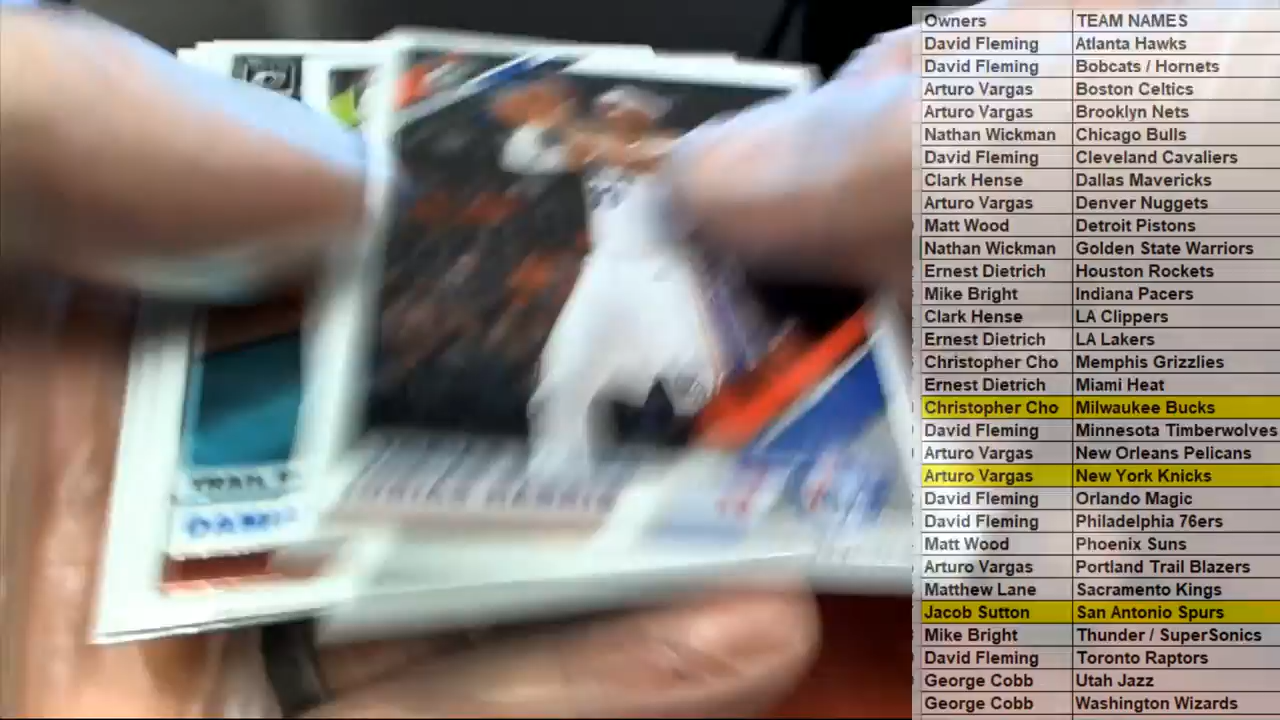 Owners TEAM NAMES
David Fleming Atlanta Hawks
David Fleming Bobcats / Hornets
Arturo Vargas Boston Celtics
Arturo Vargas Brooklyn Nets
Nathan Wickman Chicago Bulls
David Fleming Cleveland Cavaliers
Clark Hense Dallas Mavericks
Arturo Vargas Denver Nuggets
Matt Wood Detroit Pistons
Nathan Wickman Golden State Warriors
Ernest Dietrich Houston Rockets
Mike Bright Indiana Pacers
Clark Hense LA Clippers
Ernest Dietrich LA Lakers
Christopher Cho Memphis Grizzlies
Ernest Dietrich Miami Heat
Christopher Cho Milwaukee Bucks
David Fleming Minnesota Timberwolves
Arturo Vargas New Orleans Pelicans
Arturo Vargas New York Knicks
David Fleming Orlando Magic
David Fleming Philadelphia 76ers
Matt Wood Phoenix Suns
Arturo Vargas Portland Trail Blazers
Matthew Lane Sacramento Kings
Jacob Sutton San Antonio Spurs
Mike Bright Thunder / SuperSonics
David Fleming Toronto Raptors
George Cobb Utah Jazz
George Cobb Washington Wizards
TRAIL